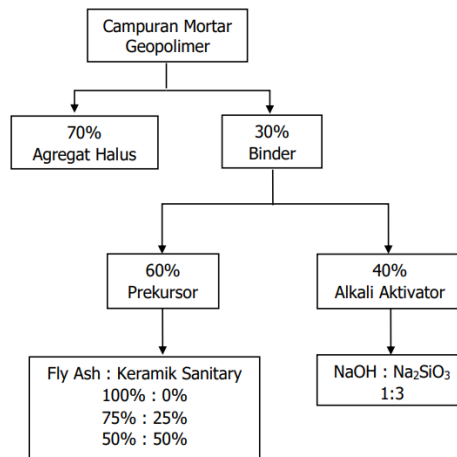 Campuran Mortar
Geopolimer
70%
Agregat Halus
30%
Binder
60%
Prekursor
40%
Alkali Aktivator
Fly Ash : Keramik Sanitary
100% : 0%
75% : 25%
50% : 50%
NaOH : Na₂SiO₃
1:3